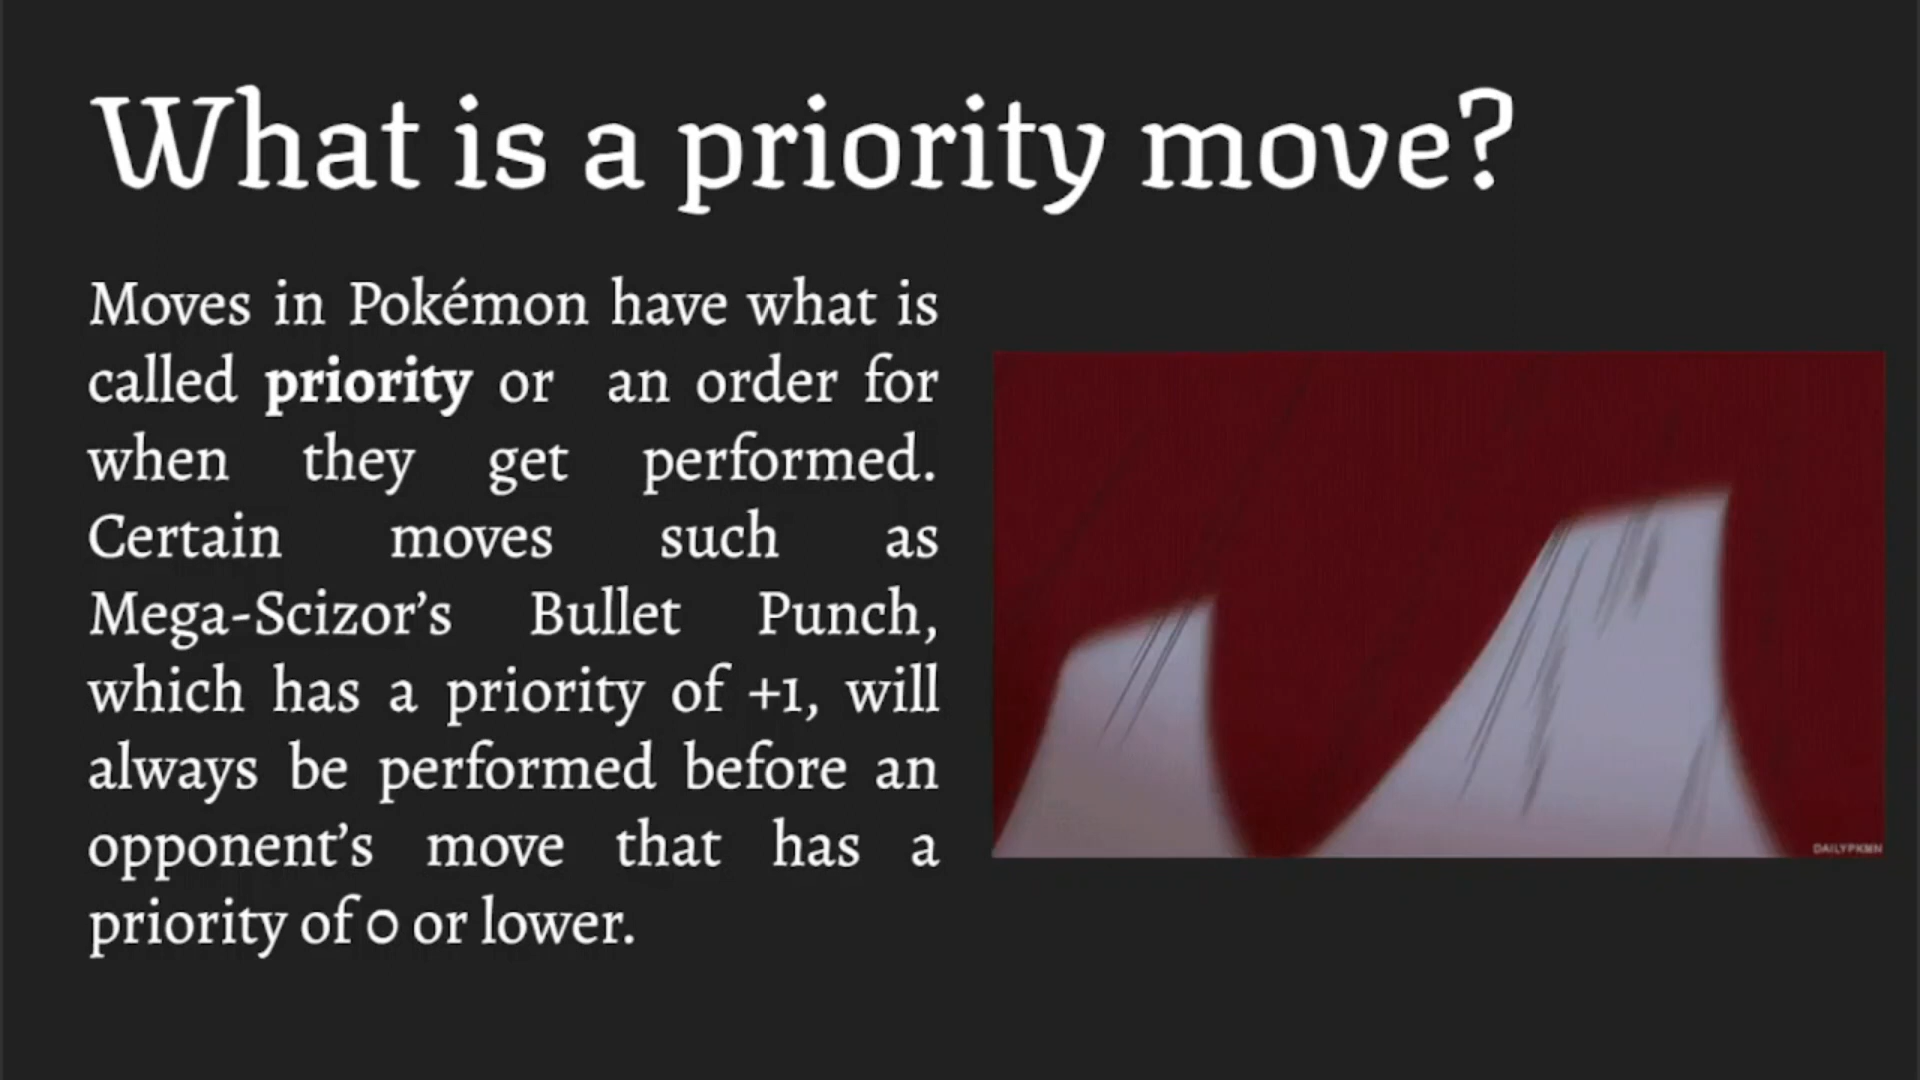 What is a priority move?
Moves in Pokémon have what is
called priority or an order for
when they get performed.
Certain moves such as
Mega-Scizor’s Bullet Punch,
which has a priority of +1, will
always be performed before an
opponent’s move that has a
priority of 0 or lower.
DAILYPKMN